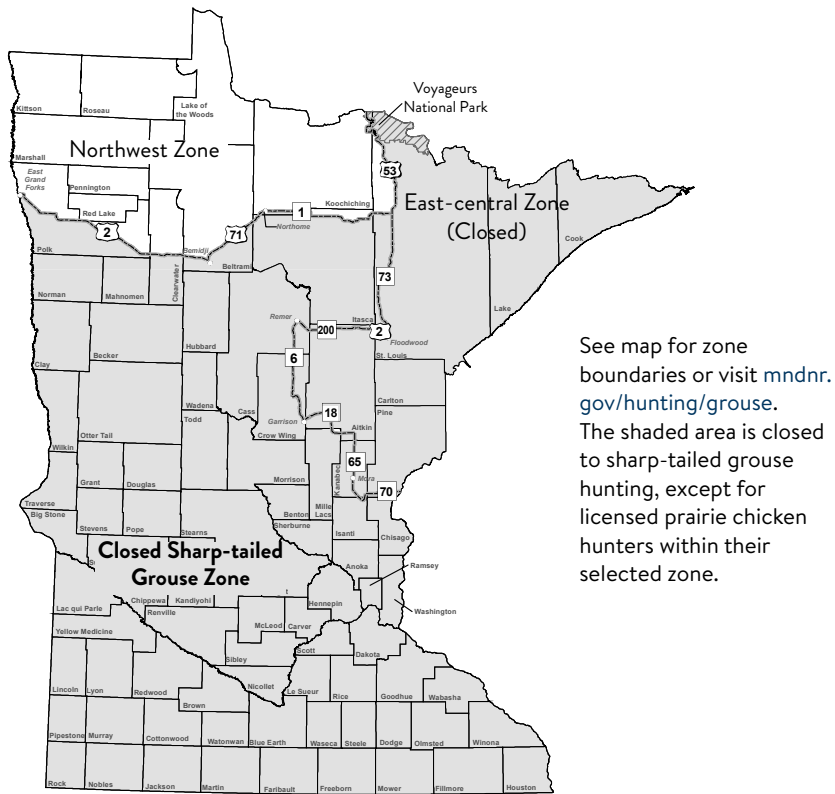 Voyageurs
National Park
Kittson
Roseau
Lake of
the Woods
Northwest Zone
Marshall
East
Grand
Forks
Pennington
Red Lake
53
Koochiching
1
Northome
East-central Zone
(Closed)
2
71
Cook
Polk
Bemidji
Clearwater
Beltrami
73
Norman
Mahnomen
Lake
Remer
Itasca
200
2
Floodwood
Hubbard
St. Louis
Clay
Becker
6
Carlton
Wadena
Cass
18
Pine
Todd
Garrison
Aitkin
Otter Tail
Crow Wing
Wilkin
65
Kanabec
Mora
Grant
Douglas
Morrison
70
Traverse
Mille
Lacs
Big Stone
Benton
Stevens
Pope
Stearns
Sherburne
Isanti
Chisago
Closed Sharp-tailed
Grouse Zone
Anoka
Ramsey
Chippewa
Kandiyohi
Hennepin
Lac qui Parle
Renville
Washington
McLeod
Carver
Yellow Medicine
Scott
Dakota
Sibley
Lincoln
Lyon
Redwood
Nicollet
Le Sueur
Rice
Goodhue
Wabasha
Brown
Pipestone
Murray
Cottonwood
Watonwan
Blue Earth
Waseca
Steele
Dodge
Olmsted
Winona
Rock
Nobles
Jackson
Martin
Faribault
Freeborn
Mower
Fillmore
Houston
See map for zone
boundaries or visit mndnr.
gov/hunting/grouse.
The shaded area is closed
to sharp-tailed grouse
hunting, except for
licensed prairie chicken
hunters within their
selected zone.